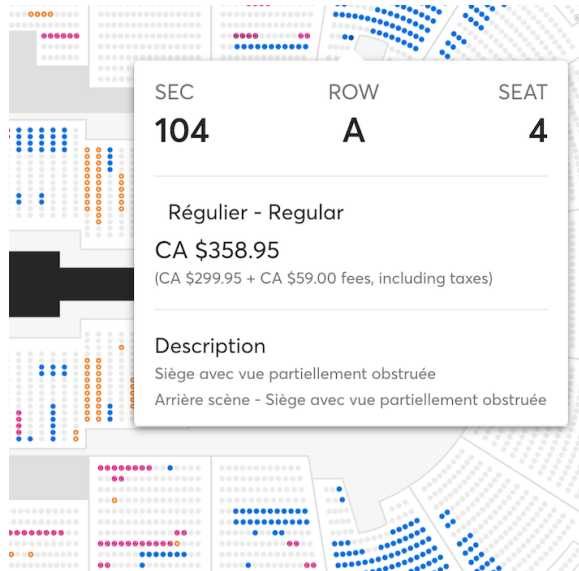 SEC ROW SEAT
104 A 4
Régulier - Regular
CA $358.95
(CA $299.95 + CA $59.00 fees, including taxes)
Description
Siège avec vue partiellement obstruée
Arrière scène - Siège avec vue partiellement obstruée